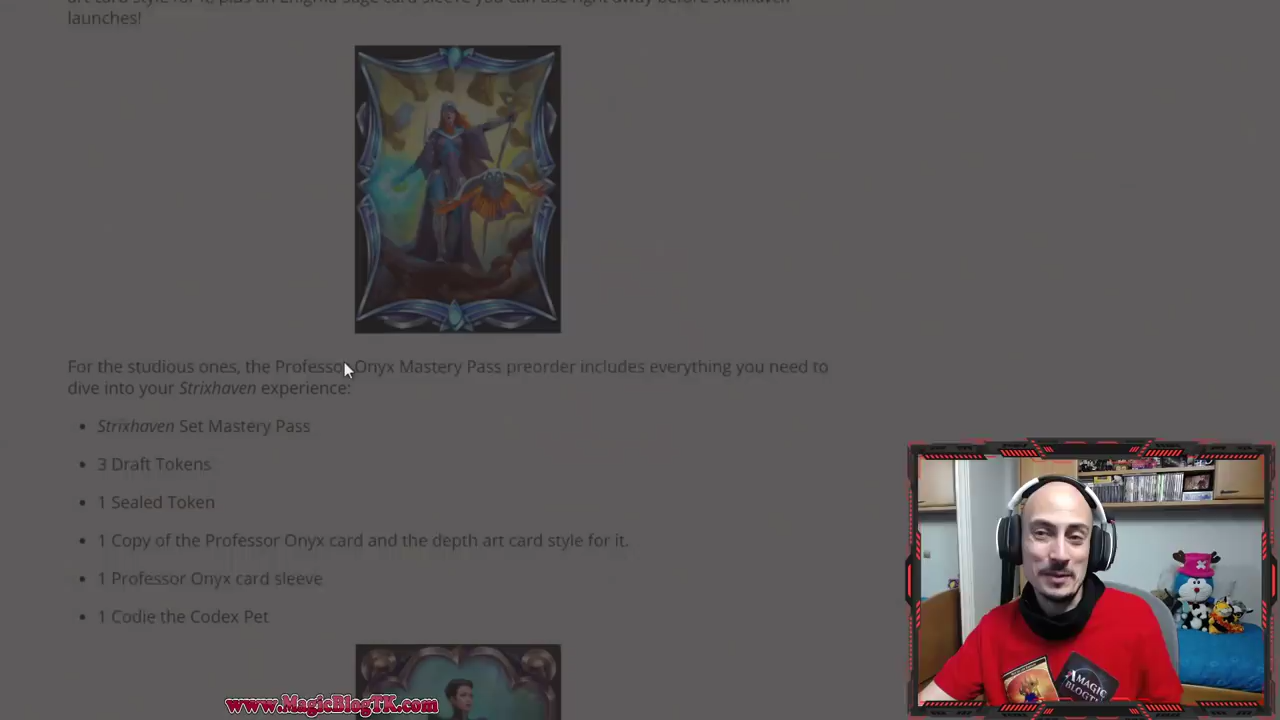 launches!
For the studious ones, the Professor Onyx Mastery Pass preorder includes everything you need to
dive into your Strixhaven experience:
• Strixhaven Set Mastery Pass
• 3 Draft Tokens
• 1 Sealed Token
• 1 Copy of the Professor Onyx card and the depth art card style for it.
• 1 Professor Onyx card sleeve
• 1 Codie the Codex Pet
www.MagicBlogTK.com
MAGIC